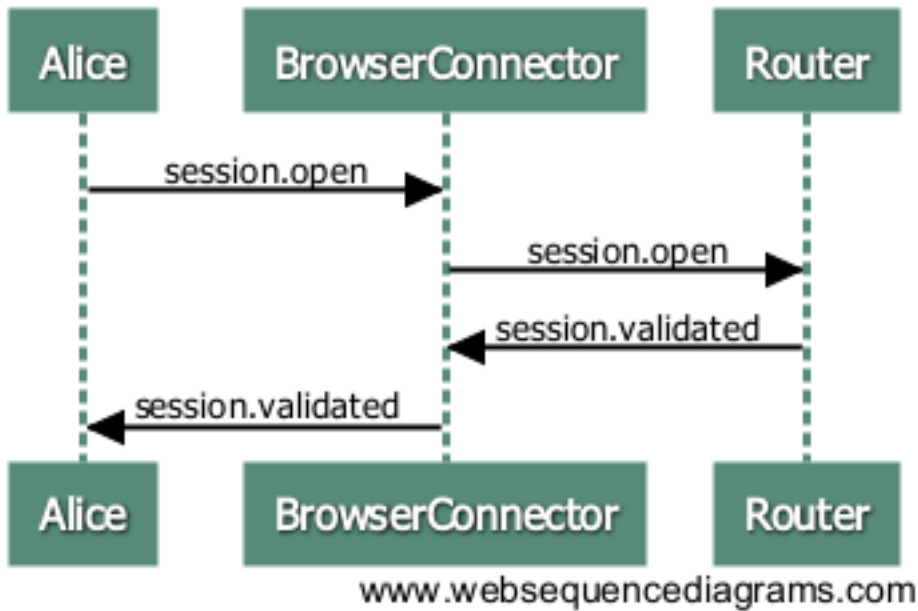 Alice BrowserConnector Router
session.open
session.open
session.validated
session.validated
Alice BrowserConnector Router
www.websequencediagrams.com